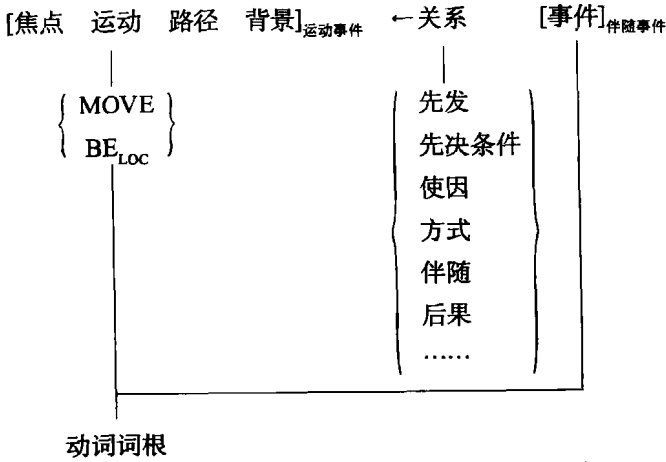 [焦点 运动 路径 背景]运动事件 ←关系 [事件]伴随事件
MOVE
BELOC
先发
先决条件
使因
方式
伴随
后果
……
动词词根